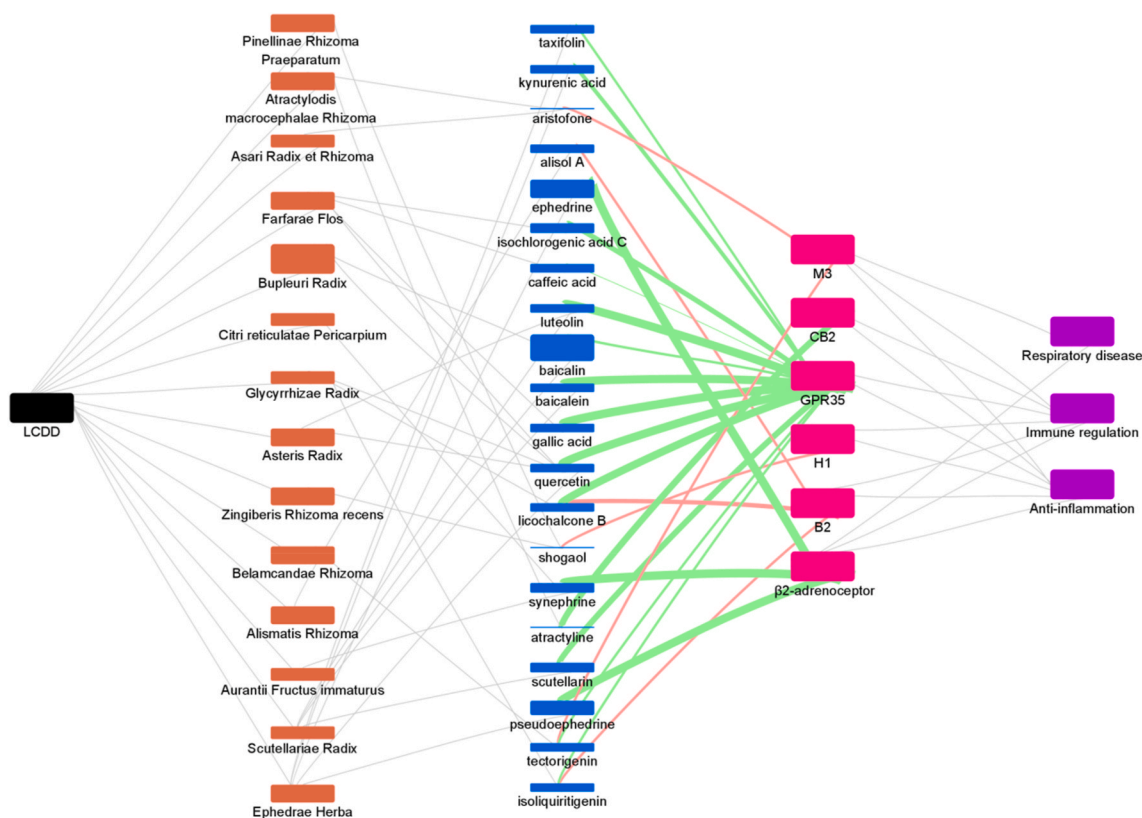 LCDD
Pinellinae Rhizoma
Praeparatum
Atractylodis
macrocephalae Rhizoma
Asari Radix et Rhizoma
Farfarae Flos
Bupleuri Radix
Citri reticulatae Pericarpium
Glycyrrhizae Radix
Asteris Radix
Zingiberis Rhizoma recens
Belamcandae Rhizoma
Alismatis Rhizoma
Aurantii Fructus immaturus
Scutellariae Radix
Ephedrae Herba
taxifolin
kynurenic acid
aristofone
alisol A
ephedrine
isochlorogenic acid C
caffeic acid
luteolin
baicalin
baicalein
gallic acid
quercetin
licochalcone B
shogaol
synephrine
atractyline
scutellarin
pseudoephedrine
tectorigenin
isoliquiritigenin
M3
CB2
GPR35
H1
B2
β2-adrenoceptor
Respiratory disease
Immune regulation
Anti-inflammation